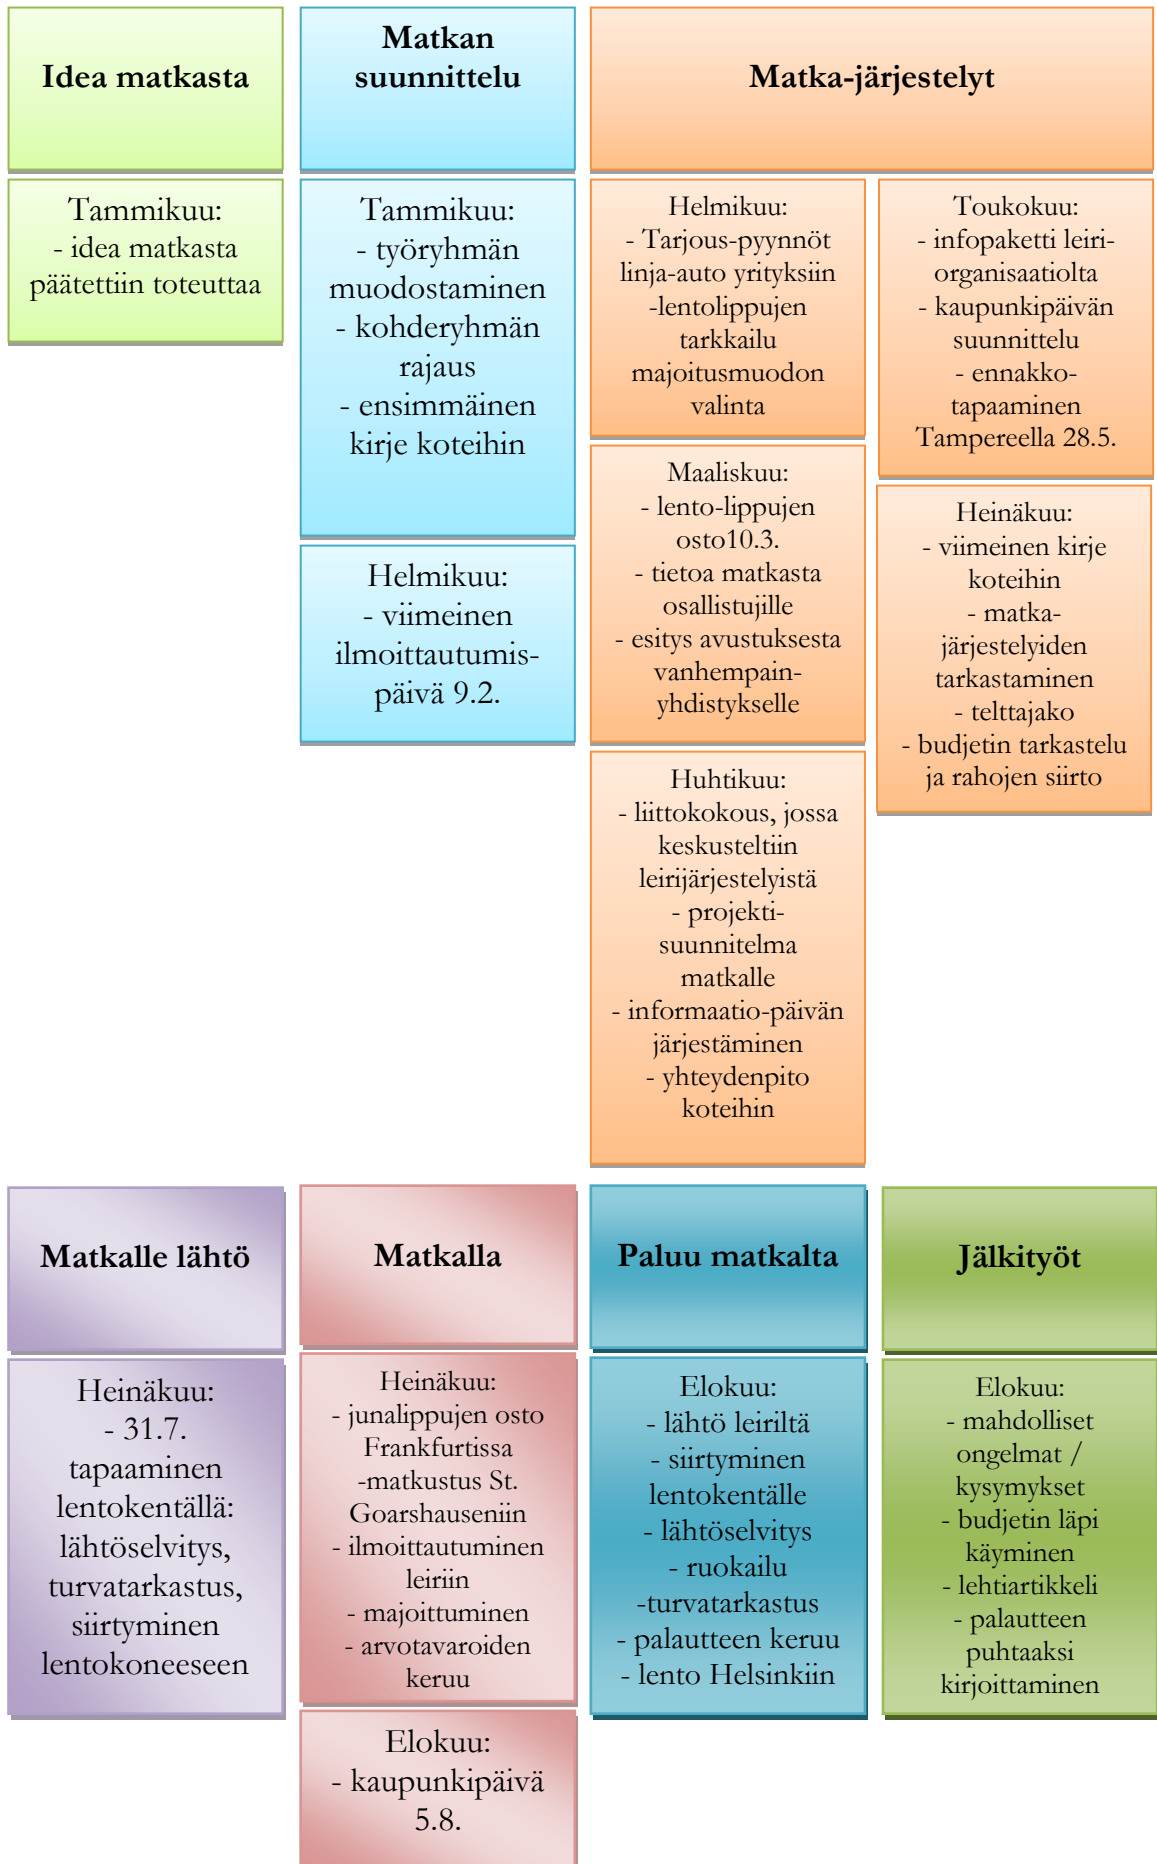 Idea matkasta
Matkan
suunnittelu
Matka-järjestelyt
Tammikuu:
- idea matkasta
päätettiin toteuttaa
Tammikuu:
- työryhmän
muodostaminen
- kohderyhmän
rajaus
- ensimmäinen
kirje koteihin
Helmikuu:
- viimeinen
ilmoittautumis-
päivä 9.2.
Helmikuu:
- Tarjous-pyynnöt
linja-auto yrityksiin
-lentolippujen
tarkkailu
majoitusmuodon
valinta
Maaliskuu:
- lento-lippujen
osto10.3.
- tietoa matkasta
osallistujille
- esitys avustuksesta
vanhempain-
yhdistykselle
Huhtikuu:
- liittokokous, jossa
keskusteltiin
leirijärjestelyistä
- projekti-
suunnitelma
matkalle
- informaatio-päivän
järjestäminen
- yhteydenpito
koteihin
Toukokuu:
- infopaketti leiri-
organisaatiolta
- kaupunkipäivän
suunnittelu
- ennakko-
tapaaminen
Tampereella 28.5.
Heinäkuu:
- viimeinen kirje
koteihin
- matka-
järjestelyiden
tarkastaminen
- telttajako
- budjetin tarkastelu
ja rahojen siirto
Matkalle lähtö
Heinäkuu:
- 31.7.
tapaaminen
lentokentällä:
lähtöselvitys,
turvatarkastus,
siirtyminen
lentokoneeseen
Matkalla
Heinäkuu:
- junalippujen osto
Frankfurtissa
-matkustus St.
Goarshauseniin
- ilmoittautuminen
leiriin
- majoittuminen
- arvotavaroiden
keruu
Elokuu:
- kaupunkipäivä
5.8.
Paluu matkalta
Elokuu:
- lähtö leiriltä
- siirtyminen
lentokentälle
- lähtöselvitys
- ruokailu
-turvatarkastus
- palautteen keruu
- lento Helsinkiin
Jälkityöt
Elokuu:
- mahdolliset
ongelmat /
kysymykset
- budjetin läpi
käyminen
- lehtiartikkeli
- palautteen
puhtaaksi
kirjoittaminen